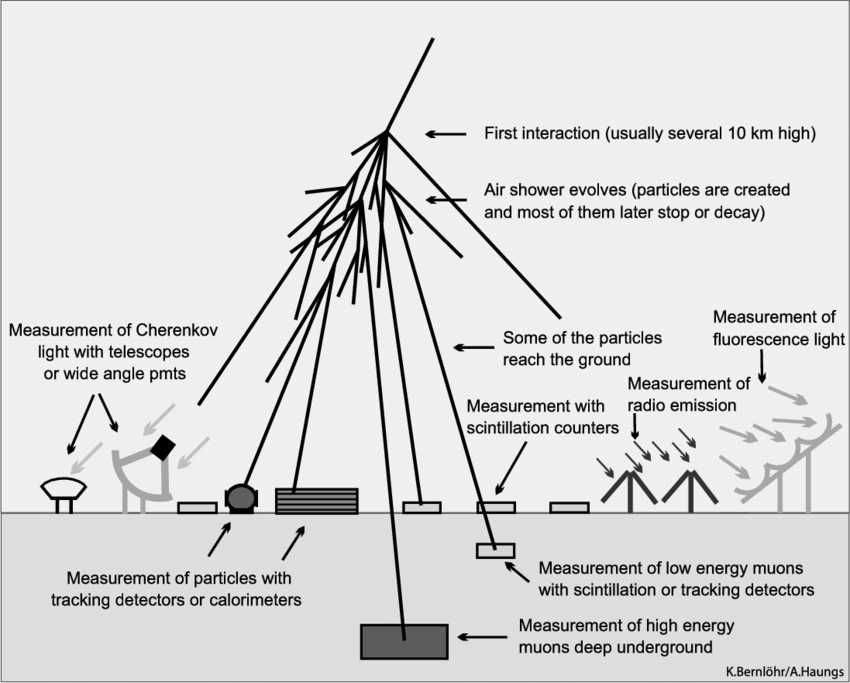 First interaction (usually several 10 km high)
Air shower evolves (particles are created
and most of them later stop or decay)
Measurement of Cherenkov
light with telescopes
or wide angle pmts
Some of the particles
reach the ground
Measurement of
fluorescence light
Measurement of
radio emission
Measurement with
scintillation counters
Measurement of particles with
tracking detectors or calorimeters
Measurement of low energy muons
with scintillation or tracking detectors
Measurement of high energy
muons deep underground
K.Bernlöhr/A.Haungs